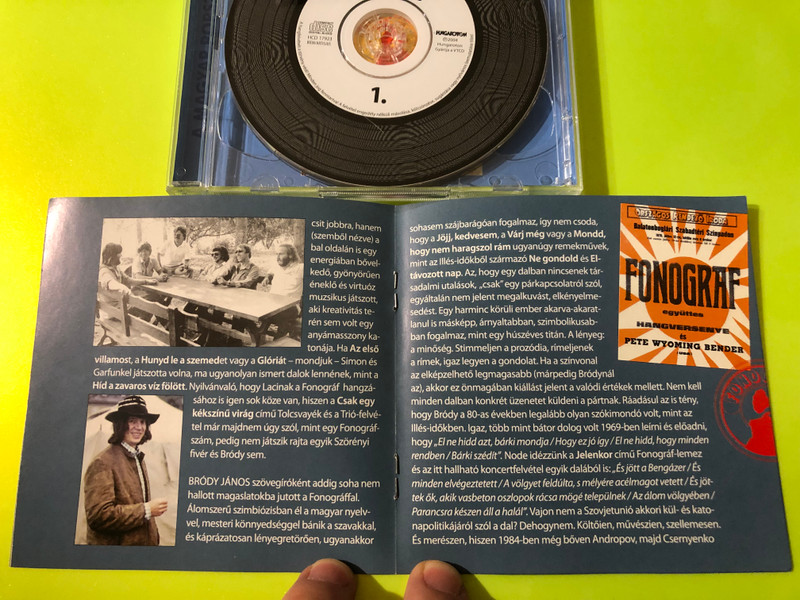 HUNGAROTON
HCD 17923
1.
csit jobbra, hanem
(szemből nézve) a
bal oldalán is egy
energiában bővel-
kedő, gyönyörűen
éneklő és virtuóz
muzsikus játszott,
aki kreativitás te-
rén sem volt egy
anyámasszony ka-
tonája. Ha Az első
villamost, a Hunyd le a szemedet vagy a Glóriát – mondjuk – Simon és
Garfunkel játszotta volna, ma ugyanolyan ismert dalok lennének, mint a
Híd a zavaros víz fölött. Nyilvánvaló, hogy Lacinak a Fonográf hangzá-
sához is igen sok köze van, hiszen a Csak egy
kékszínű virág című Tolcsvayék és a Trió-felvé-
tel már majdnem úgy szól, mint egy Fonográf-
szám, pedig nem játszik rajta egyik Szörényi
fivér és Bródy sem.
BRÓDY JÁNOS szövegíróként addig soha nem
hallott magaslatokba jutott a Fonográffal.
Álomszerű szimbiózisban él a magyar nyelv-
vel, mesteri könnyedséggel bánik a szavakkal,
és káprázatosan lényegretörően, ugyanakkor
sohasem szájbarágóan fogalmaz, így nem csoda,
hogy a Jöjj, kedvesem, a Várj még vagy a Mondd,
hogy nem haragszol rám ugyanúgy remekművek,
mint az Illés-időkből származó Ne gondold és El-
távozott nap. Az, hogy egy dalban nincsenek tár-
sadalmi utalások, „csak” egy párkapcsolatról szól,
egyáltalán nem jelent megalkuvást, elkényelme-
sedést. Egy harminc körüli ember akarva-akarat-
lanul is másképp, árnyaltabban, szimbolikusab-
ban fogalmaz, mint egy húszéves titán. A lényeg:
a minőség. Stimmeljen a prozódia, rímeljenek
a rímek, igaz legyen a gondolat. Ha a színvonal
az elképzelhető legmagasabb (márpedig Bródynál
az), akkor ez önmagában kiállást jelent a valódi értékek mellett. Nem kell
minden dalban konkrét üzenetet küldeni a pártnak. Ráadásul az is tény,
hogy Bródy a 80-as években legalább olyan szókimondó volt, mint az
Illés-időkben. Igaz, több mint bátor dolog volt 1969-ben leírni és előadni,
hogy „El ne hidd azt, bárki mondja / Hogy ez jó így / El ne hidd, hogy minden
rendben / Bárki szédít”. Node idézzünk a Jelenkor című Fonográf-lemez
és az itt hallható koncertfelvétel egyik dalából is: „És jött a Bengázer / És
minden elvégeztetett / A völgyet feldúlta, s mélyére acélmagot vetett / És jöt-
tek ők, akik vasbeton oszlopok rácsa mögé települnek / Az álom völgyében /
Parancsra készen áll a halál”. Vajon nem a Szovjetunió akkori kül- és kato-
napolitikájáról szól a dal? Dehogynem. Költőien, művészien, szellemesen.
És merészen, hiszen 1984-ben még bőven Andropov, majd Csernyenko
ORSZÁGOS RENDEZŐ IRODA
Balatonboglári Szabadtéri Színpadon
FONOGRÁF
együttes
HANGVERSENYE
és
PETE WYOMING BENDER
(USA)